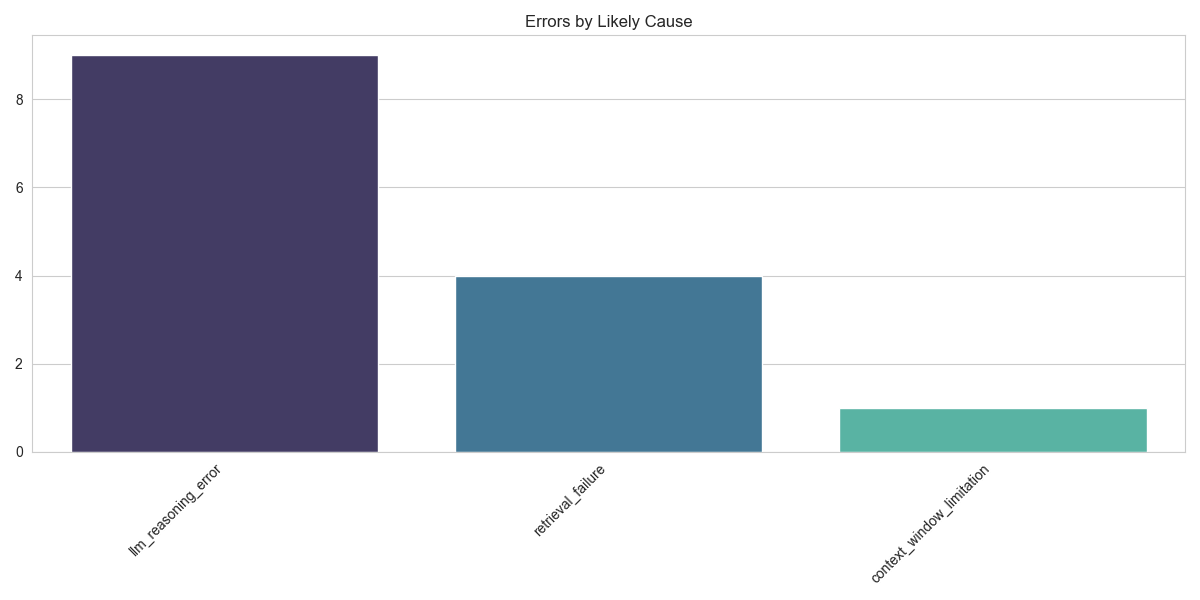 Errors by Likely Cause
8
6
4
2
0
llm_reasoning_error
retrieval_failure
context_window_limitation